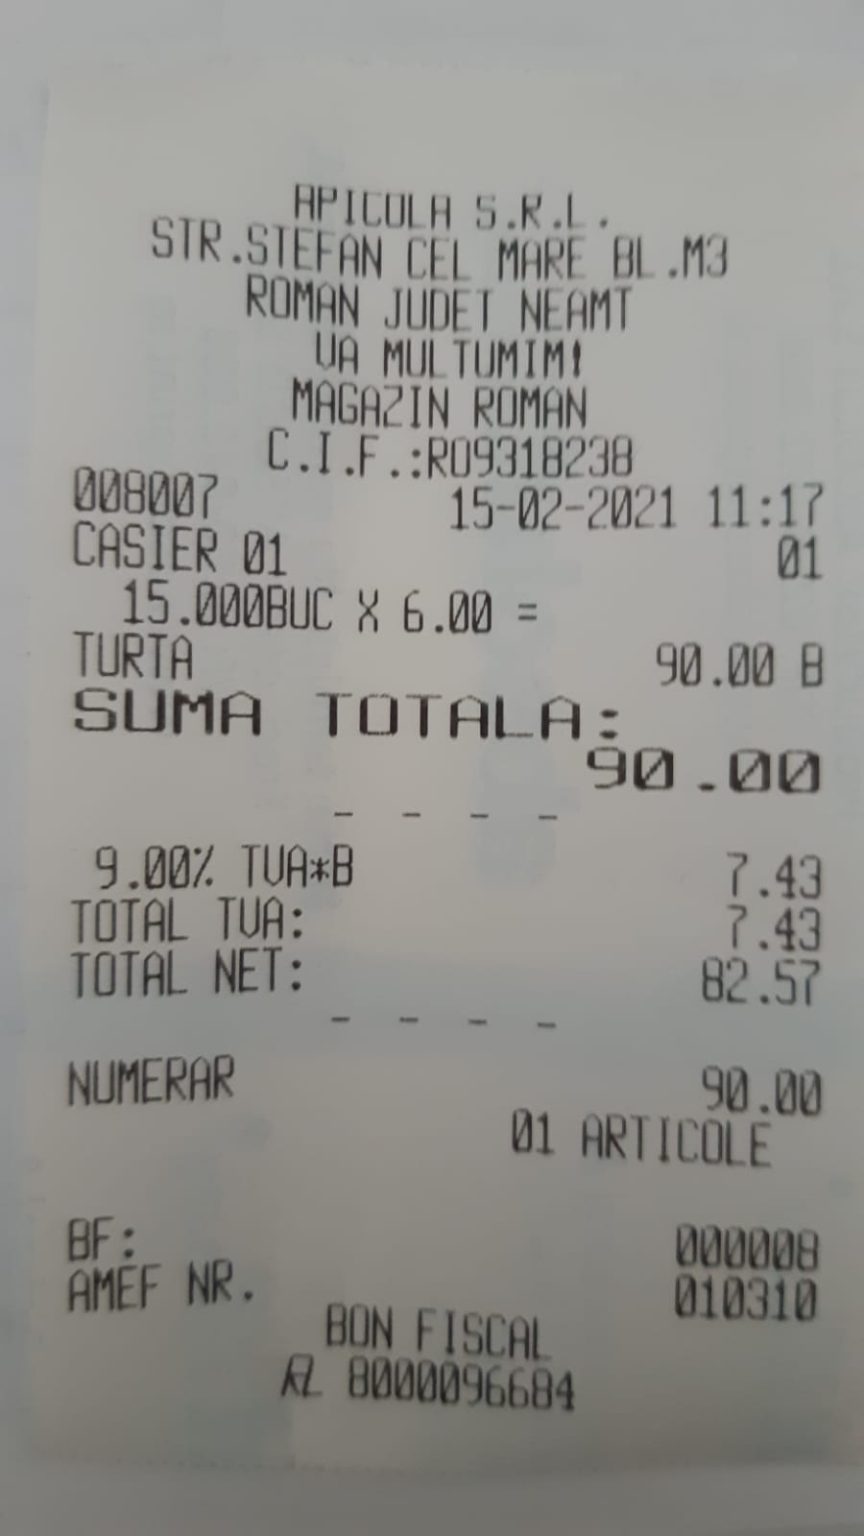 APICOLA S.R.L.
STR.STEFAN CEL MARE BL.M3
ROMAN JUDET NEAMT
VA MULTUMIM!
MAGAZIN ROMAN
C.I.F.:RO9318238
008007 15-02-2021 11:17
CASIER 01 01
15.000BUC X 6.00 =
TURTA 90.00 B
SUMA TOTALA:
90.00
- - - -
9.00% TVA*B 7.43
TOTAL TVA: 7.43
TOTAL NET: 82.57
- - - -
NUMERAR 90.00
01 ARTICOLE
BF: 000008
AMEF NR. 010310
BON FISCAL
8000096684